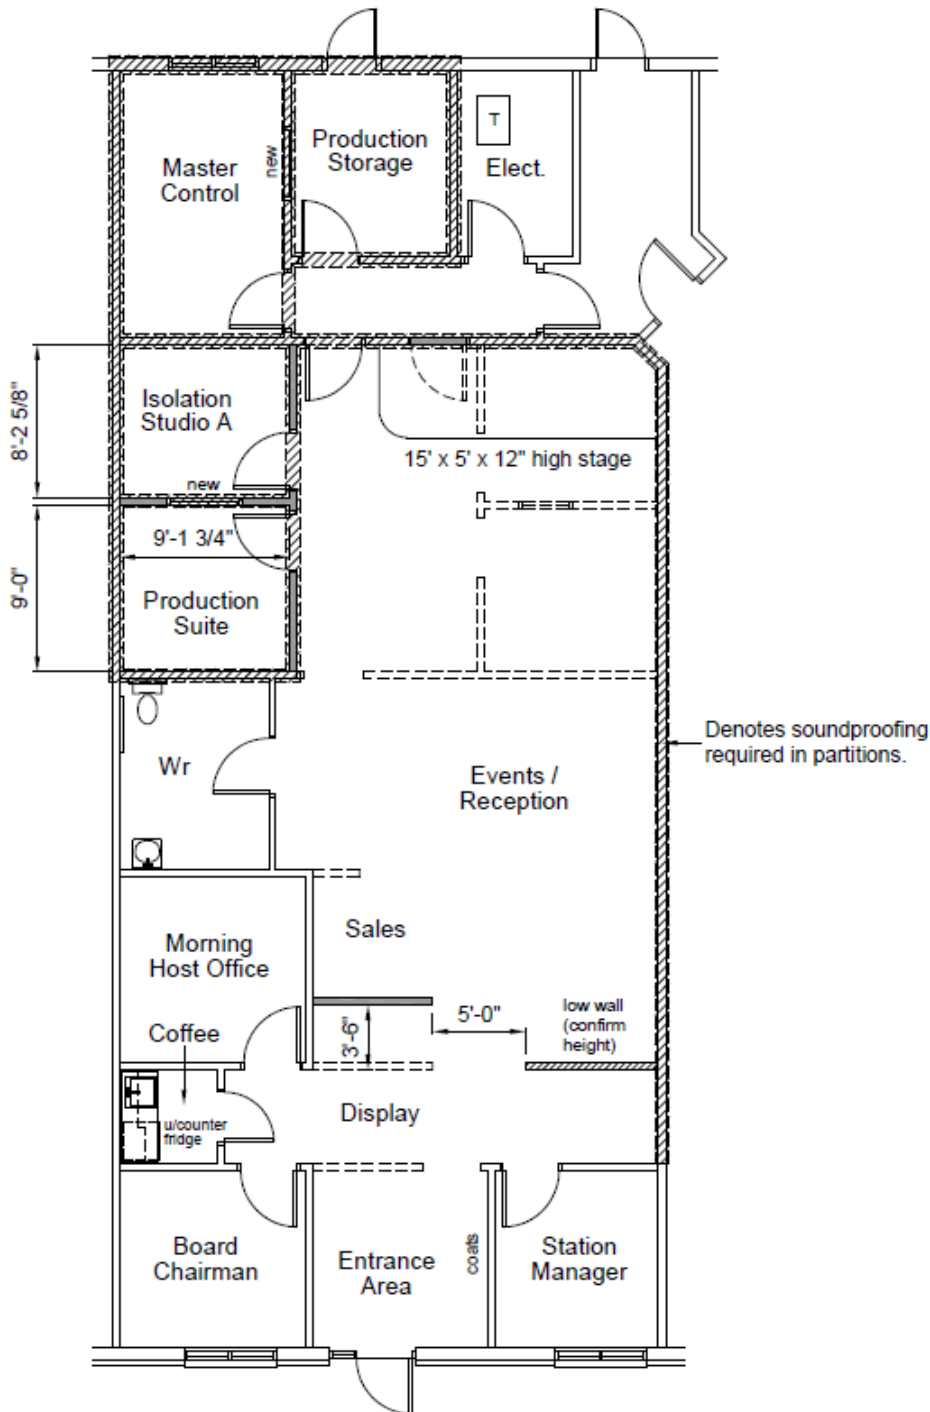 T
Production
Storage
Elect.
new
Master
Control
8'-2 5/8"
Isolation
Studio A
15' x 5' x 12" high stage
new
9'-1 3/4"
9'-0"
Production
Suite
Denotes soundproofing
required in partitions.
Wr
Events /
Reception
Sales
Morning
Host Office
low wall
(confirm
height)
5'-0"
3'-6"
Coffee
Display
u/counter
fridge
Board
Chairman
Entrance
Area
coats
Station
Manager